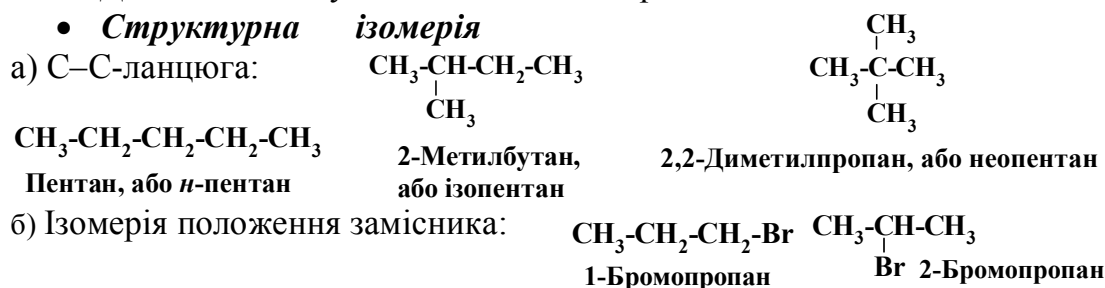 • Структурна ізомерія
а) С–С-ланцюга:
CH₃-CH-CH₂-CH₃
CH₃
CH₃
CH₃-C-CH₃
CH₃
CH₃-CH₂-CH₂-CH₂-CH₃
Пентан, або н-пентан
2-Метилбутан,
або ізопентан
2,2-Диметилпропан, або неопентан
б) Ізомерія положення замісника:
CH₃-CH₂-CH₂-Br
1-Бромопропан
CH₃-CH-CH₃
Br 2-Бромопропан